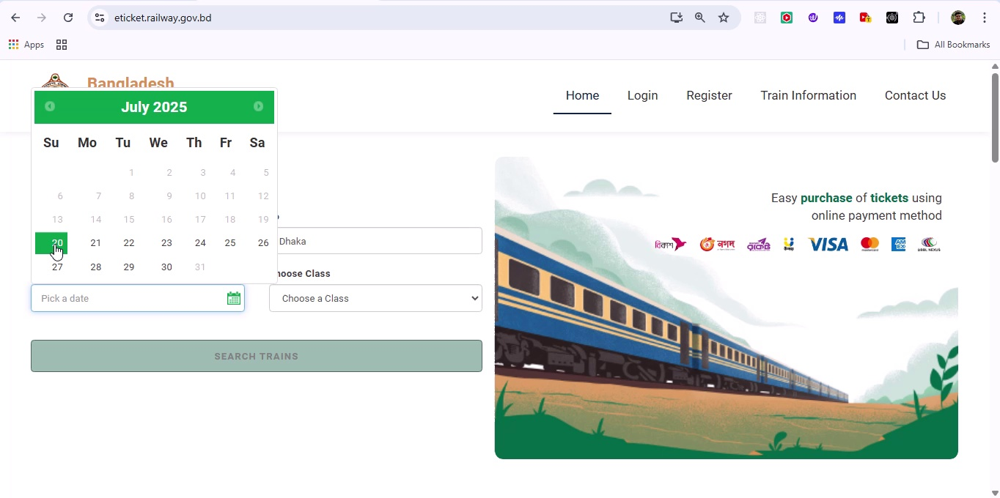 eticket.railway.gov.bd
Apps
All Bookmarks
Bangladesh
Home Login Register Train Information Contact Us
July 2025
Su Mo Tu We Th Fr Sa
1 2 3 4 5
6 7 8 9 10 11 12
13 14 15 16 17 18 19
20 21 22 23 24 25 26
27 28 29 30 31
Dhaka
hoose Class
Pick a date
Choose a Class
SEARCH TRAINS
Easy purchase of tickets using
online payment method
বিকাশ নগদ রকেট উপায় VISA mastercard AM EX DBBL NEXUS